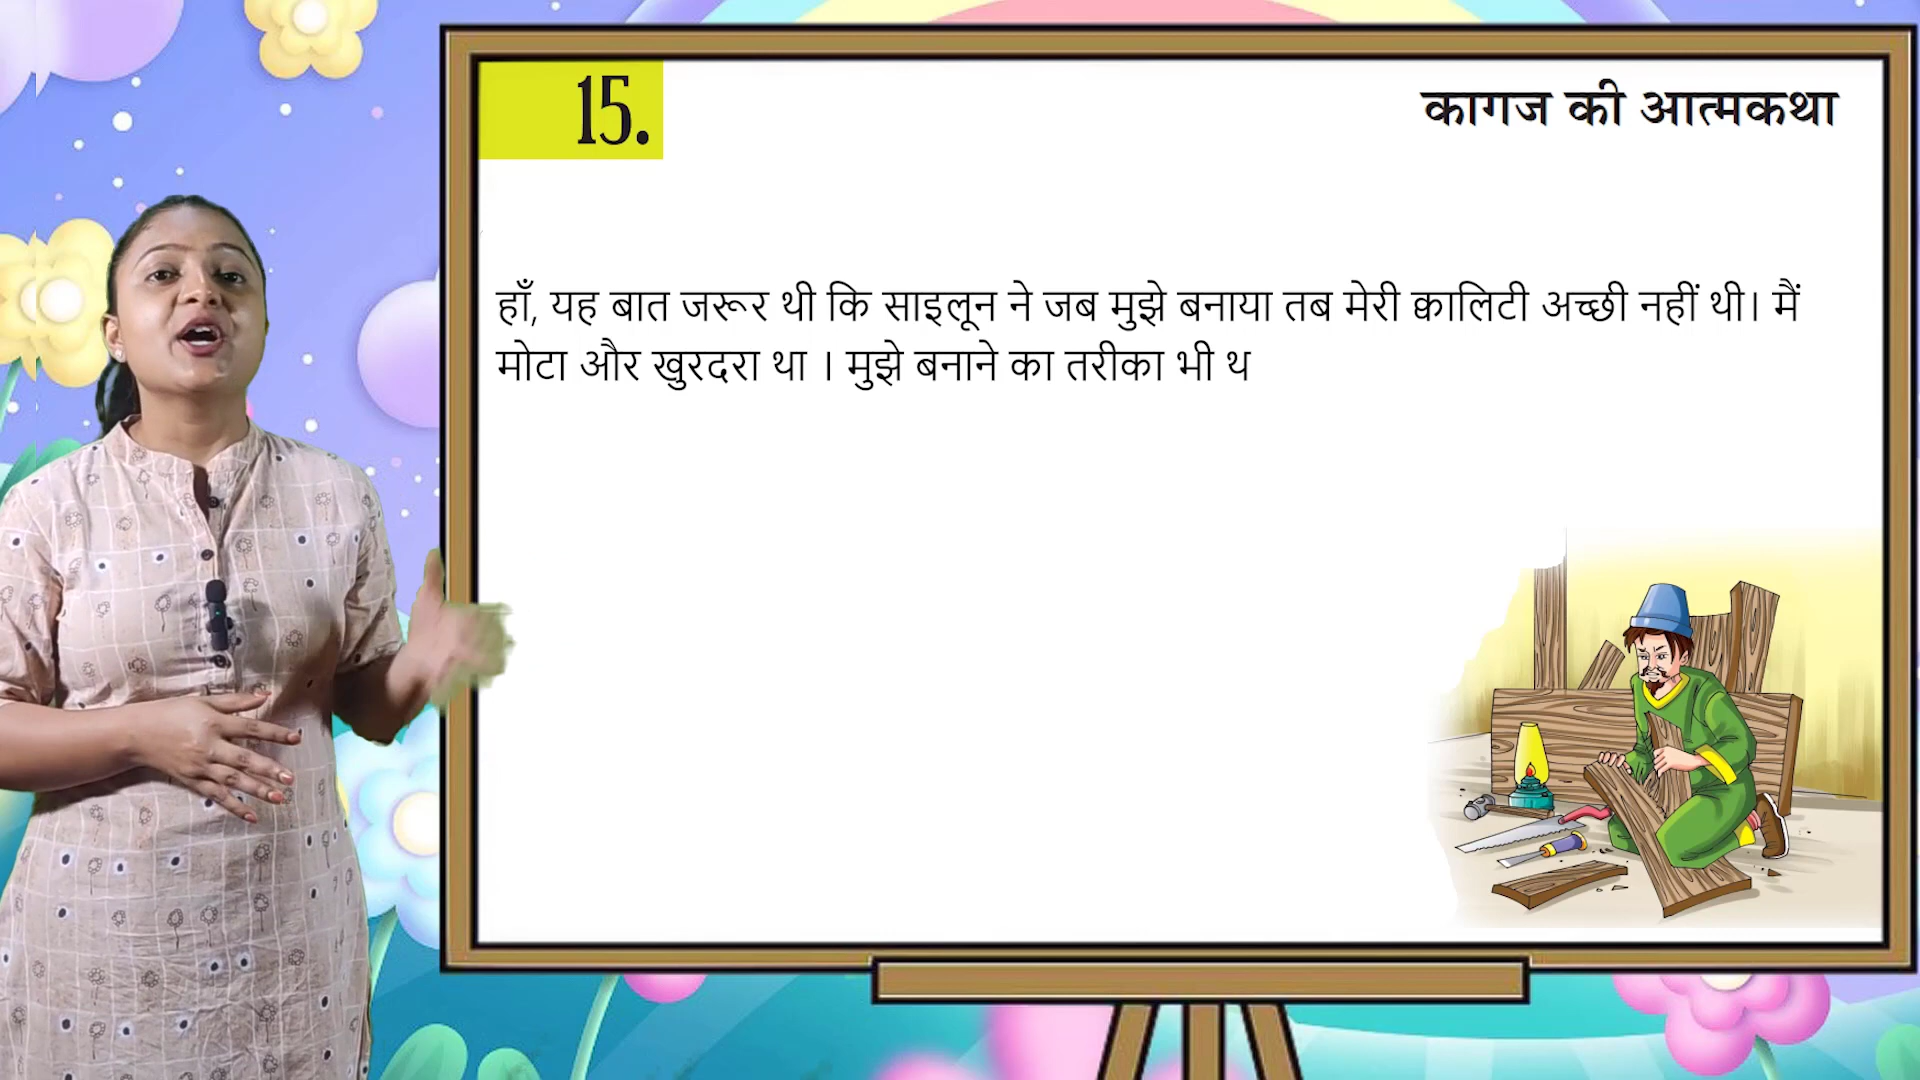 15.
कागज की आत्मकथा
हाँ, यह बात जरूर थी कि साइलून ने जब मुझे बनाया तब मेरी क्वालिटी अच्छी नहीं थी। मैं
मोटा और खुरदरा था । मुझे बनाने का तरीका भी थ